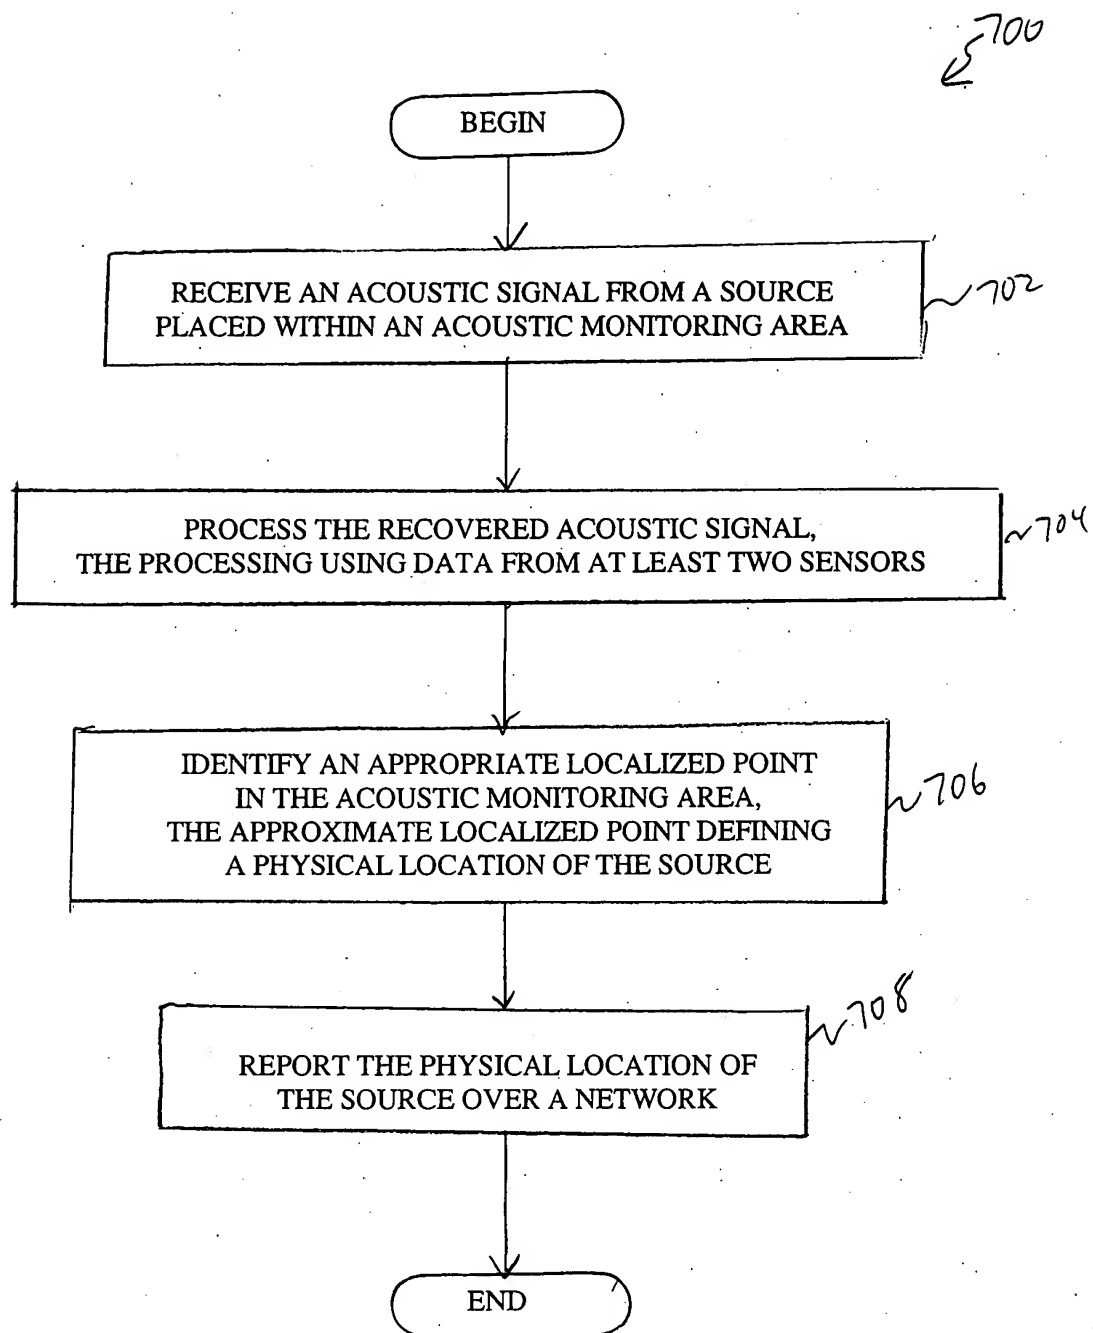 700
BEGIN
RECEIVE AN ACOUSTIC SIGNAL FROM A SOURCE
PLACED WITHIN AN ACOUSTIC MONITORING AREA
702
PROCESS THE RECOVERED ACOUSTIC SIGNAL,
THE PROCESSING USING DATA FROM AT LEAST TWO SENSORS
704
IDENTIFY AN APPROPRIATE LOCALIZED POINT
IN THE ACOUSTIC MONITORING AREA,
THE APPROXIMATE LOCALIZED POINT DEFINING
A PHYSICAL LOCATION OF THE SOURCE
706
REPORT THE PHYSICAL LOCATION OF
THE SOURCE OVER A NETWORK
708
END